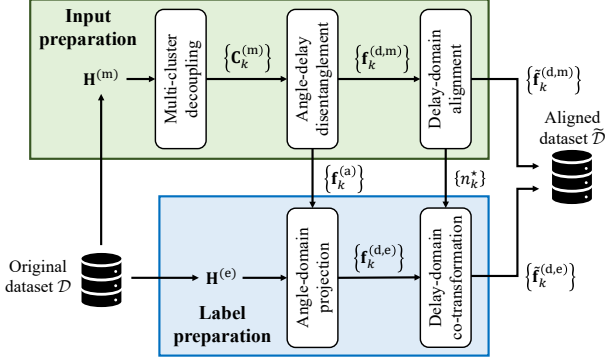 Input
preparation
H^(m)
Multi-cluster
decoupling
{C_k^(m)}
Angle-delay
disentanglement
{f_k^(d,m)}
Delay-domain
alignment
{f̃_k^(d,m)}
Aligned
dataset 𝒟̃
{f_k^(a)}
{n_k^⋆}
Original
dataset 𝒟
H^(e)
Angle-domain
projection
{f_k^(d,e)}
Delay-domain
co-transformation
{f̃_k^(d,e)}
Label
preparation